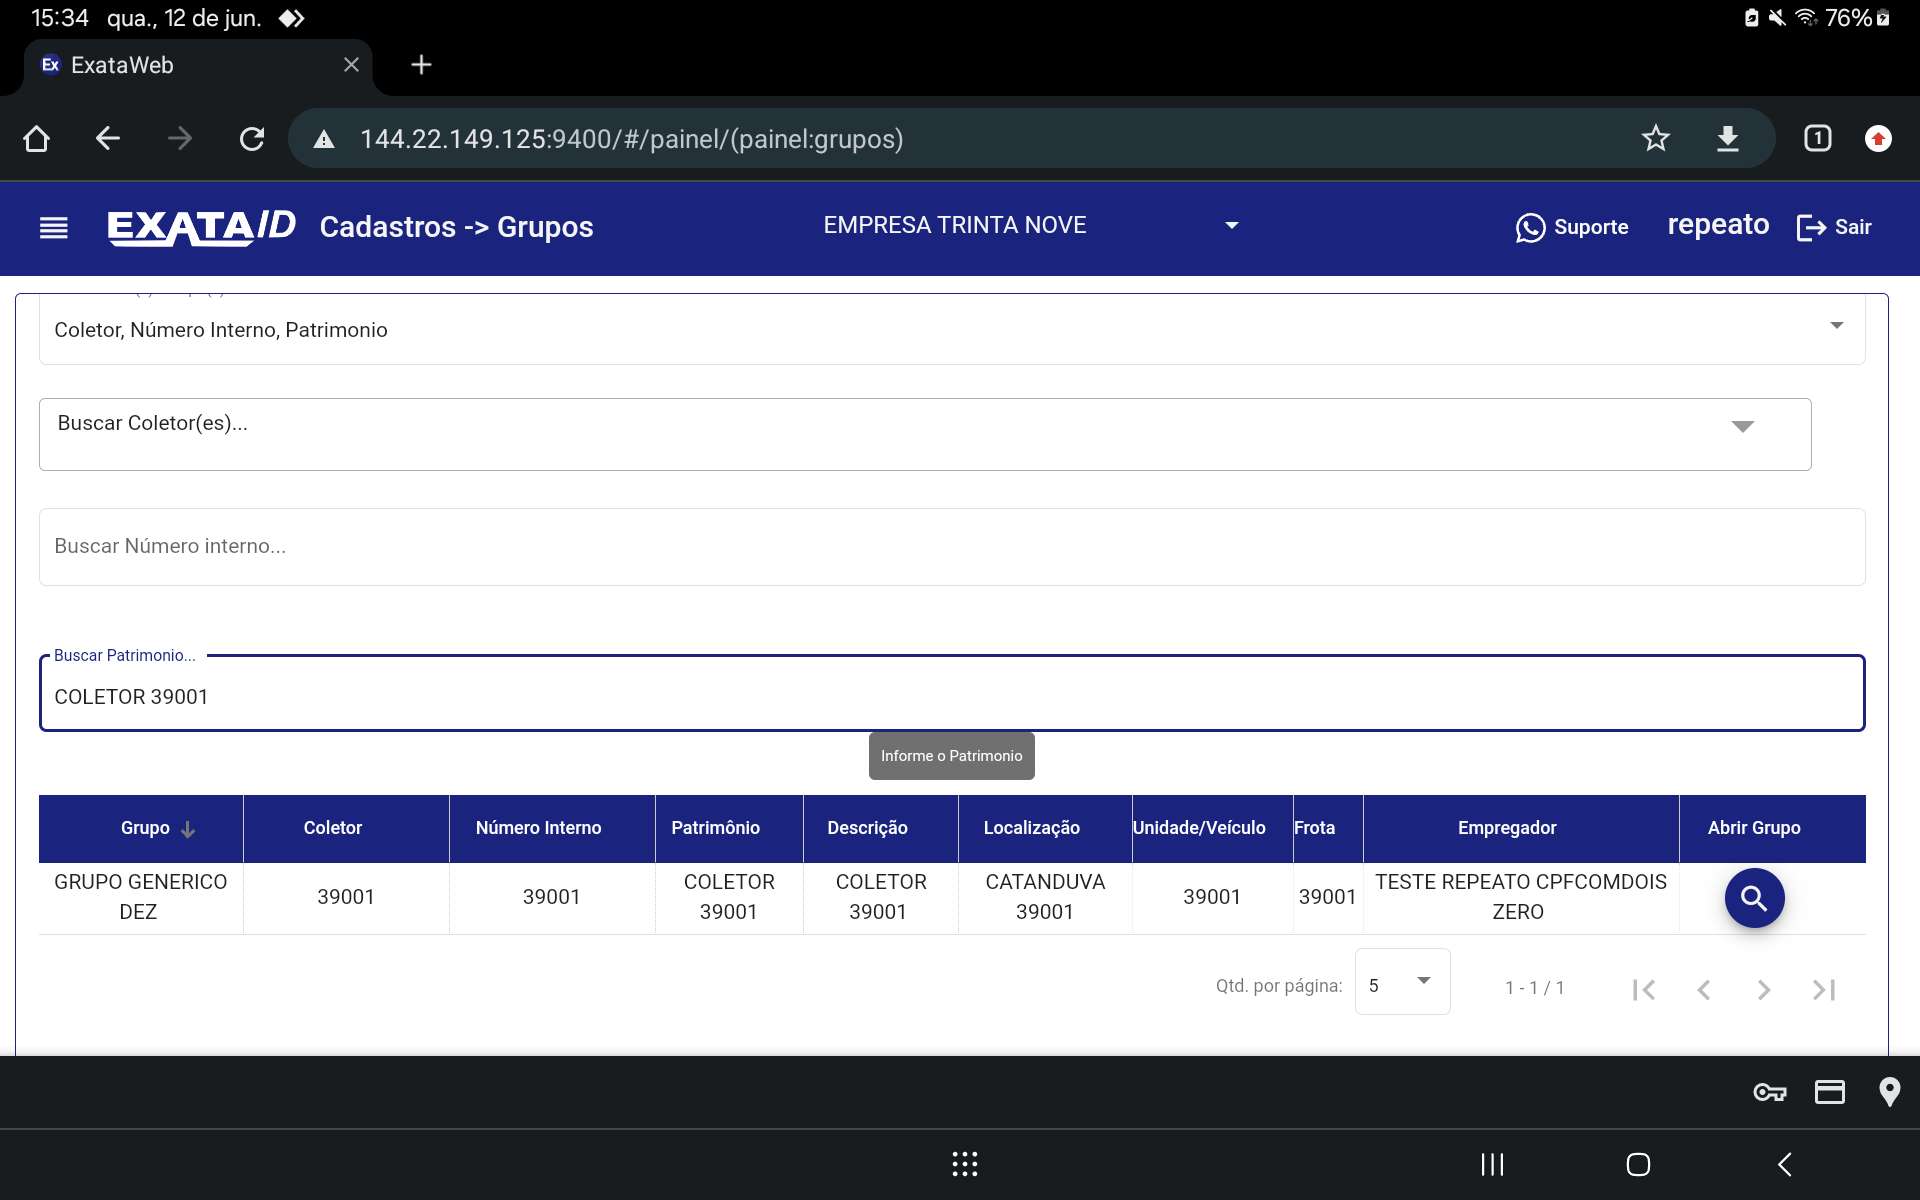 15:34 qua., 12 de jun. 76%
Ex ExataWeb
144.22.149.125:9400/#/painel/(painel:grupos) 1
EXATA/ID Cadastros -> Grupos EMPRESA TRINTA NOVE Suporte repeato Sair
Coletor, Número Interno, Patrimonio
Buscar Coletor(es)...
Buscar Número interno...
Buscar Patrimonio...
COLETOR 39001
Informe o Patrimonio
Grupo Coletor Número Interno Patrimônio Descrição Localização Unidade/Veículo Frota Empregador Abrir Grupo
GRUPO GENERICO DEZ 39001 39001 COLETOR 39001 COLETOR 39001 CATANDUVA 39001 39001 39001 TESTE REPEATO CPFCOMDOIS ZERO
Qtd. por página: 5 1 - 1 / 1